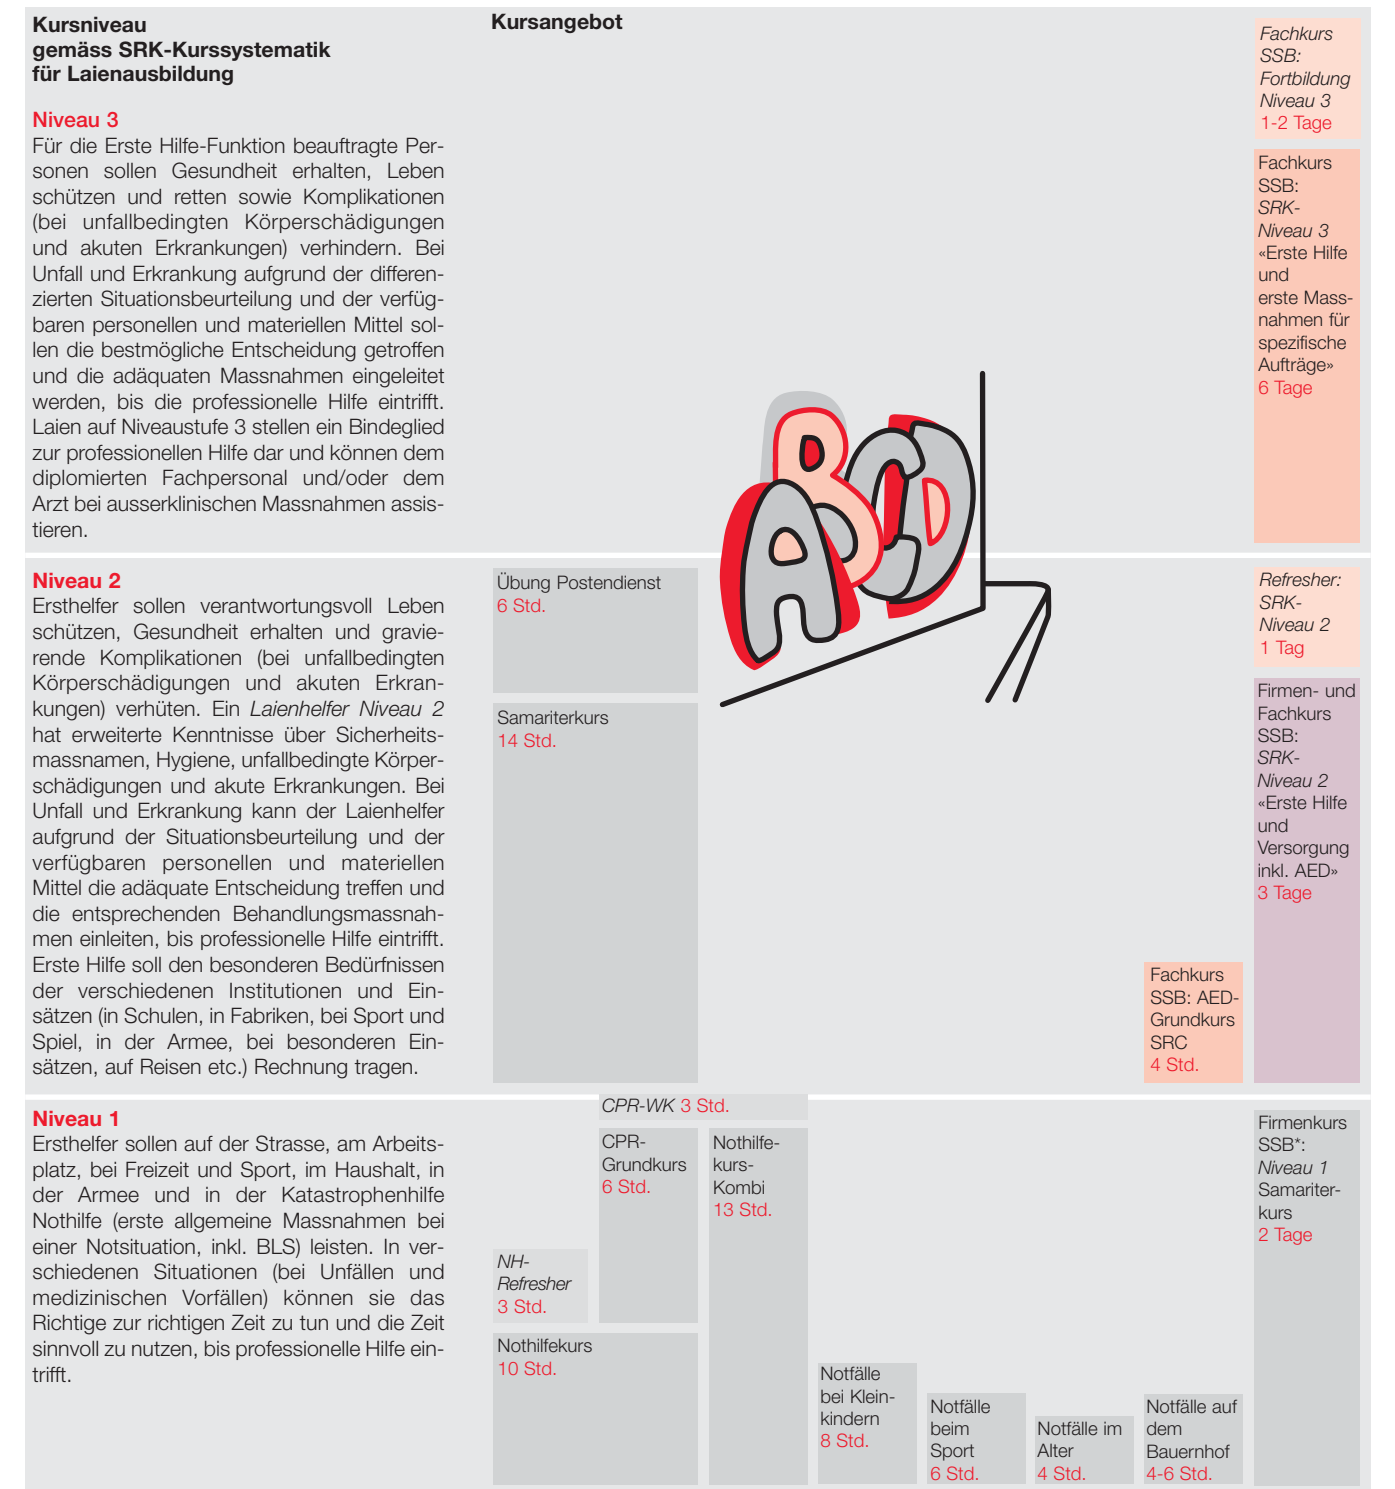 Kursniveau
gemäss SRK-Kurssystematik
für Laienausbildung
Niveau 3
Für die Erste Hilfe-Funktion beauftragte Per-
sonen sollen Gesundheit erhalten, Leben
schützen und retten sowie Komplikationen
(bei unfallbedingten Körperschädigungen
und akuten Erkrankungen) verhindern. Bei
Unfall und Erkrankung aufgrund der differen-
zierten Situationsbeurteilung und der verfüg-
baren personellen und materiellen Mittel sol-
len die bestmögliche Entscheidung getroffen
und die adäquaten Massnahmen eingeleitet
werden, bis die professionelle Hilfe eintrifft.
Laien auf Niveaustufe 3 stellen ein Bindeglied
zur professionellen Hilfe dar und können dem
diplomierten Fachpersonal und/oder dem
Arzt bei ausserklinischen Massnahmen assis-
tieren.
Kursangebot
ABCD
Fachkurs
SSB:
Fortbildung
Niveau 3
1-2 Tage
Fachkurs
SSB:
SRK-
Niveau 3
«Erste Hilfe
und
erste Mass-
nahmen für
spezifische
Aufträge»
6 Tage
Niveau 2
Ersthelfer sollen verantwortungsvoll Leben
schützen, Gesundheit erhalten und gravie-
rende Komplikationen (bei unfallbedingten
Körperschädigungen und akuten Erkran-
kungen) verhüten. Ein Laienhelfer Niveau 2
hat erweiterte Kenntnisse über Sicherheits-
massnamen, Hygiene, unfallbedingte Körper-
schädigungen und akute Erkrankungen. Bei
Unfall und Erkrankung kann der Laienhelfer
aufgrund der Situationsbeurteilung und der
verfügbaren personellen und materiellen
Mittel die adäquate Entscheidung treffen und
die entsprechenden Behandlungsmassnah-
men einleiten, bis professionelle Hilfe eintrifft.
Erste Hilfe soll den besonderen Bedürfnissen
der verschiedenen Institutionen und Ein-
sätzen (in Schulen, in Fabriken, bei Sport und
Spiel, in der Armee, bei besonderen Ein-
sätzen, auf Reisen etc.) Rechnung tragen.
Übung Postendienst
6 Std.
Samariterkurs
14 Std.
Fachkurs
SSB: AED-
Grundkurs
SRC
4 Std.
Refresher:
SRK-
Niveau 2
1 Tag
Firmen- und
Fachkurs
SSB:
SRK-
Niveau 2
«Erste Hilfe
und
Versorgung
inkl. AED»
3 Tage
Niveau 1
Ersthelfer sollen auf der Strasse, am Arbeits-
platz, bei Freizeit und Sport, im Haushalt, in
der Armee und in der Katastrophenhilfe
Nothilfe (erste allgemeine Massnahmen bei
einer Notsituation, inkl. BLS) leisten. In ver-
schiedenen Situationen (bei Unfällen und
medizinischen Vorfällen) können sie das
Richtige zur richtigen Zeit zu tun und die Zeit
sinnvoll zu nutzen, bis professionelle Hilfe ein-
trifft.
CPR-WK 3 Std.
CPR-
Grundkurs
6 Std.
NH-
Refresher
3 Std.
Nothilfekurs
10 Std.
Nothilfe-
kurs-
Kombi
13 Std.
Notfälle
bei Klein-
kindern
8 Std.
Notfälle
beim
Sport
6 Std.
Notfälle im
Alter
4 Std.
Notfälle auf
dem
Bauernhof
4-6 Std.
Firmenkurs
SSB*:
Niveau 1
Samariter-
kurs
2 Tage